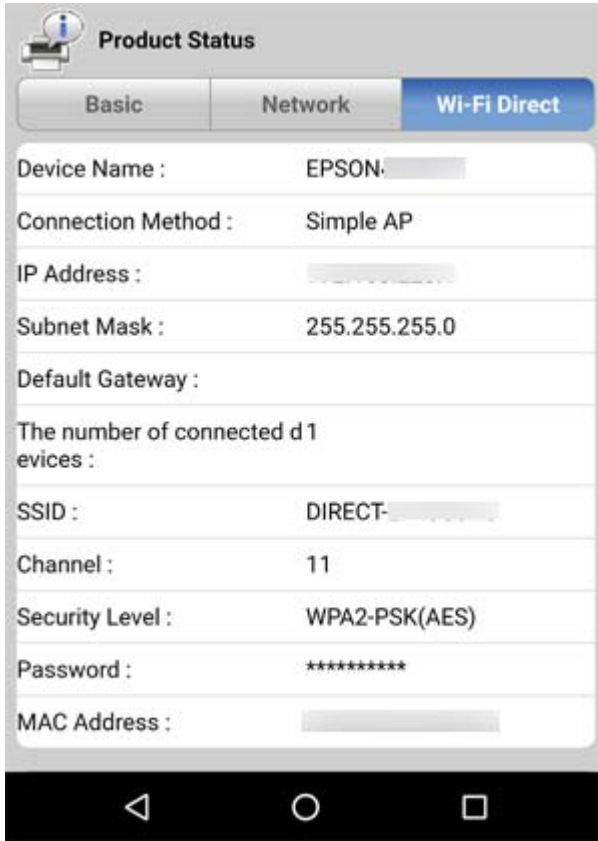 Product Status
Basic Network Wi-Fi Direct
Device Name : EPSON
Connection Method : Simple AP
IP Address :
Subnet Mask : 255.255.255.0
Default Gateway :
The number of connected d 1
evices :
SSID : DIRECT-
Channel : 11
Security Level : WPA2-PSK(AES)
Password : **********
MAC Address :